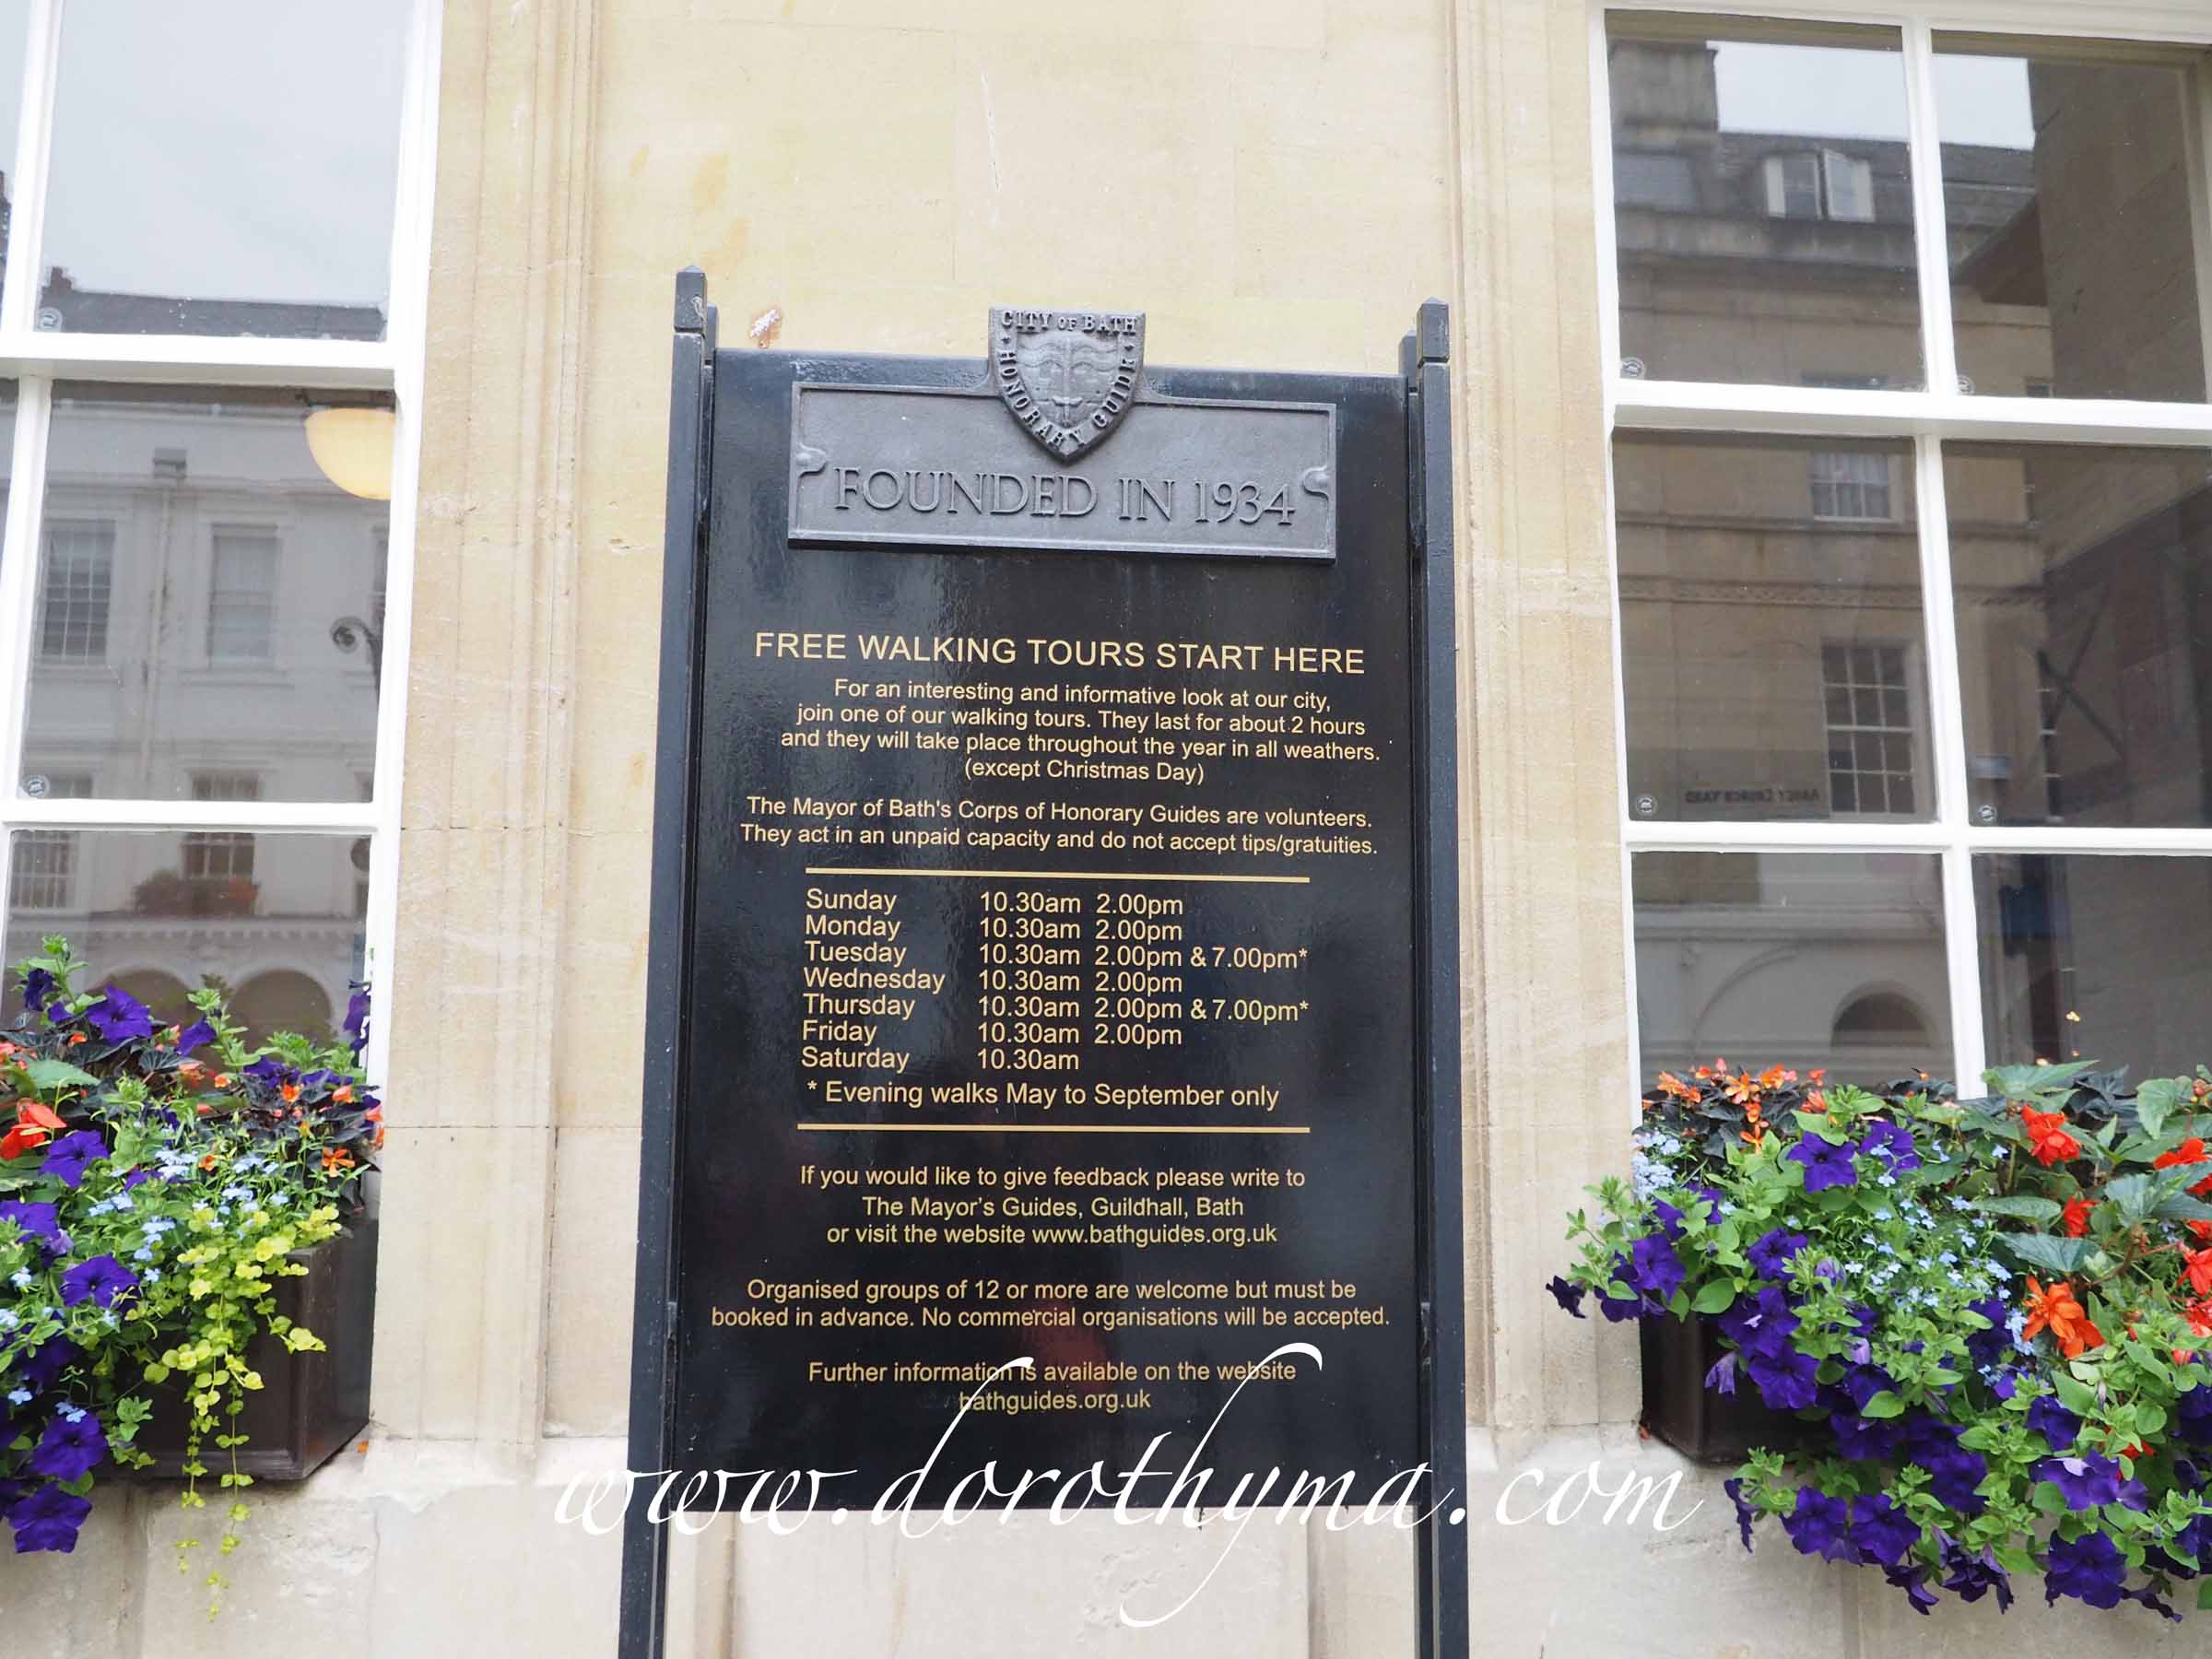 CITY OF BATH
HONORARY GUIDE
FOUNDED IN 1934
FREE WALKING TOURS START HERE
For an interesting and informative look at our city,
join one of our walking tours. They last for about 2 hours
and they will take place throughout the year in all weathers.
(except Christmas Day)
The Mayor of Bath's Corps of Honorary Guides are volunteers.
They act in an unpaid capacity and do not accept tips/gratuities.
Sunday 10.30am 2.00pm
Monday 10.30am 2.00pm
Tuesday 10.30am 2.00pm & 7.00pm*
Wednesday 10.30am 2.00pm
Thursday 10.30am 2.00pm & 7.00pm*
Friday 10.30am 2.00pm
Saturday 10.30am
* Evening walks May to September only
If you would like to give feedback please write to
The Mayor's Guides, Guildhall, Bath
or visit the website www.bathguides.org.uk
Organised groups of 12 or more are welcome but must be
booked in advance. No commercial organisations will be accepted.
Further information is available on the website
bathguides.org.uk
www.dorothyma.com